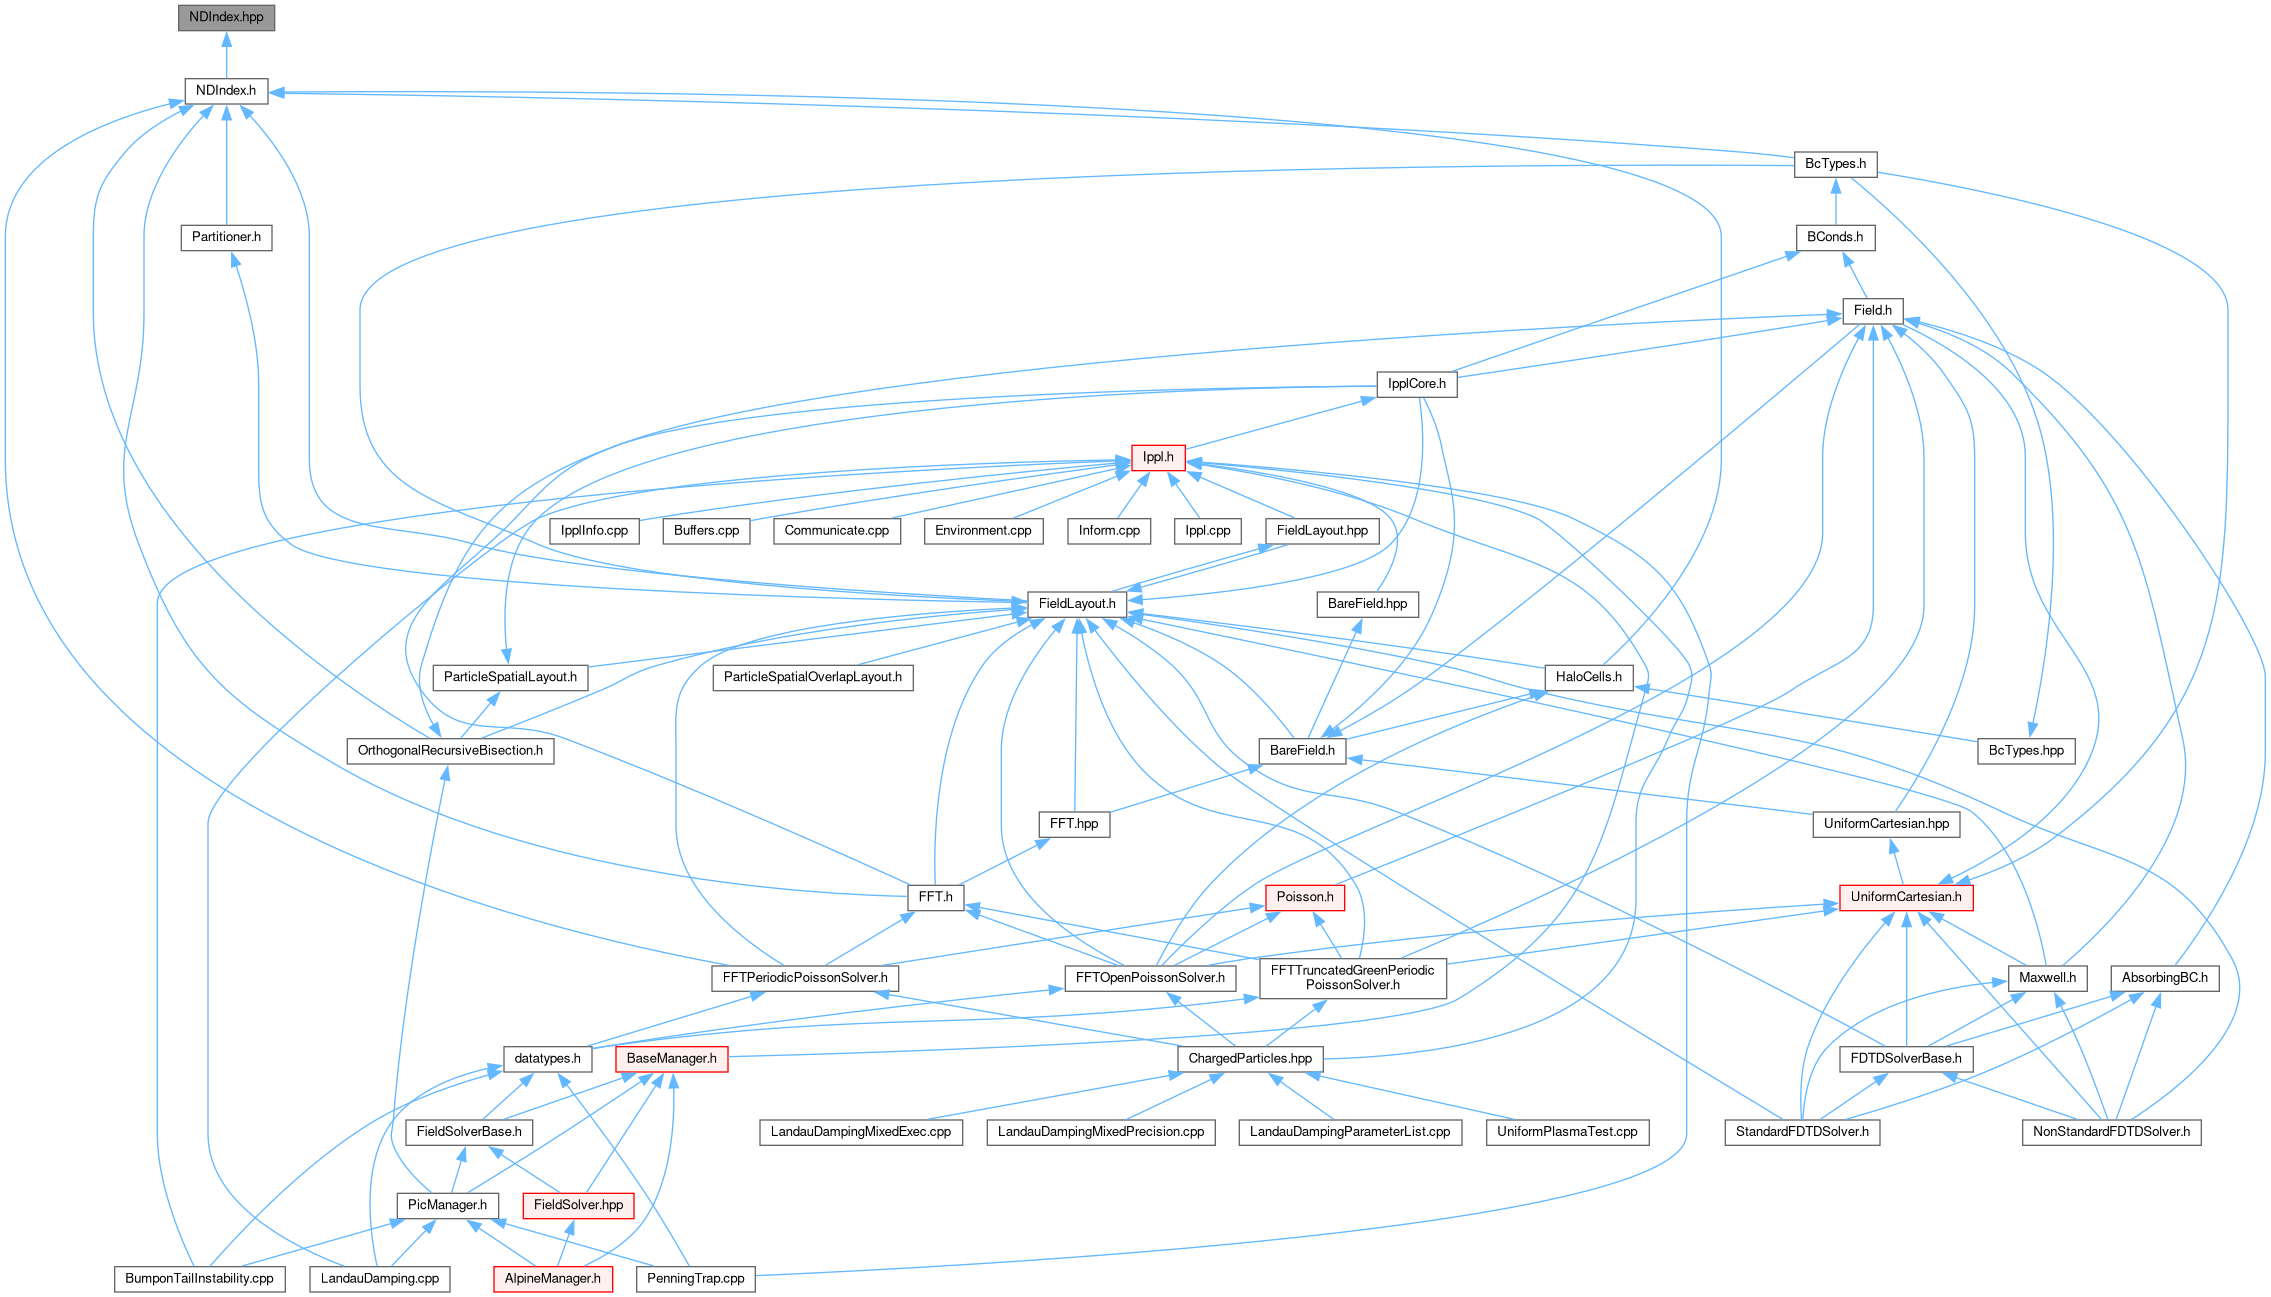 NDIndex.hpp
NDIndex.h
BcTypes.h
Partitioner.h
BConds.h
Field.h
IpplCore.h
Ippl.h
IpplInfo.cpp
Buffers.cpp
Communicate.cpp
Environment.cpp
Inform.cpp
Ippl.cpp
FieldLayout.hpp
FieldLayout.h
BareField.hpp
ParticleSpatialLayout.h
ParticleSpatialOverlapLayout.h
HaloCells.h
OrthogonalRecursiveBisection.h
BareField.h
BcTypes.hpp
FFT.hpp
UniformCartesian.hpp
FFT.h
Poisson.h
UniformCartesian.h
FFTPeriodicPoissonSolver.h
FFTOpenPoissonSolver.h
FFTTruncatedGreenPeriodic
PoissonSolver.h
Maxwell.h
AbsorbingBC.h
datatypes.h
BaseManager.h
ChargedParticles.hpp
FDTDSolverBase.h
FieldSolverBase.h
LandauDampingMixedExec.cpp
LandauDampingMixedPrecision.cpp
LandauDampingParameterList.cpp
UniformPlasmaTest.cpp
StandardFDTDSolver.h
NonStandardFDTDSolver.h
PicManager.h
FieldSolver.hpp
BumponTailInstability.cpp
LandauDamping.cpp
AlpineManager.h
PenningTrap.cpp